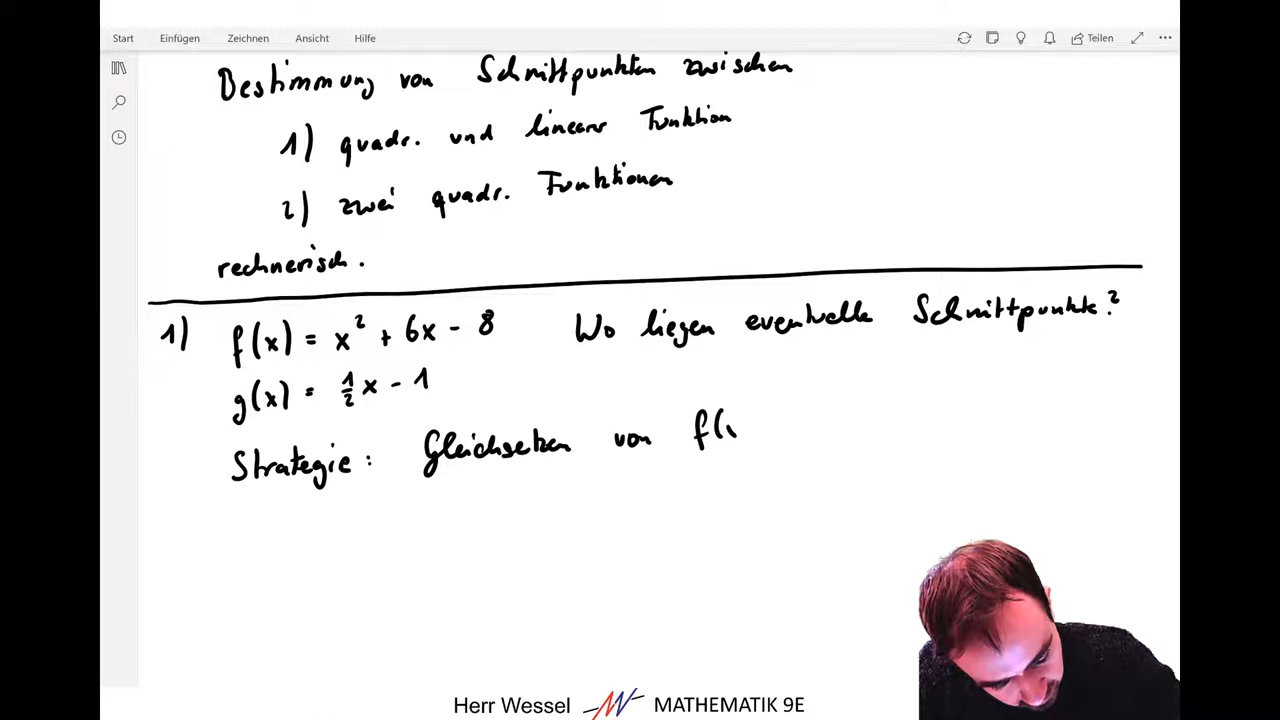 Start Einfügen Zeichnen Ansicht Hilfe Teilen
Bestimmung von Schnittpunkten zwischen
1) quadr. und linearer Funktion
2) zwei quadr. Funktionen
rechnerisch.
1) f(x) = x² + 6x - 8 Wo liegen eventuelle Schnittpunkte?
g(x) = ½x - 1
Strategie: Gleichsetzen von f(
Herr Wessel MATHEMATIK 9E